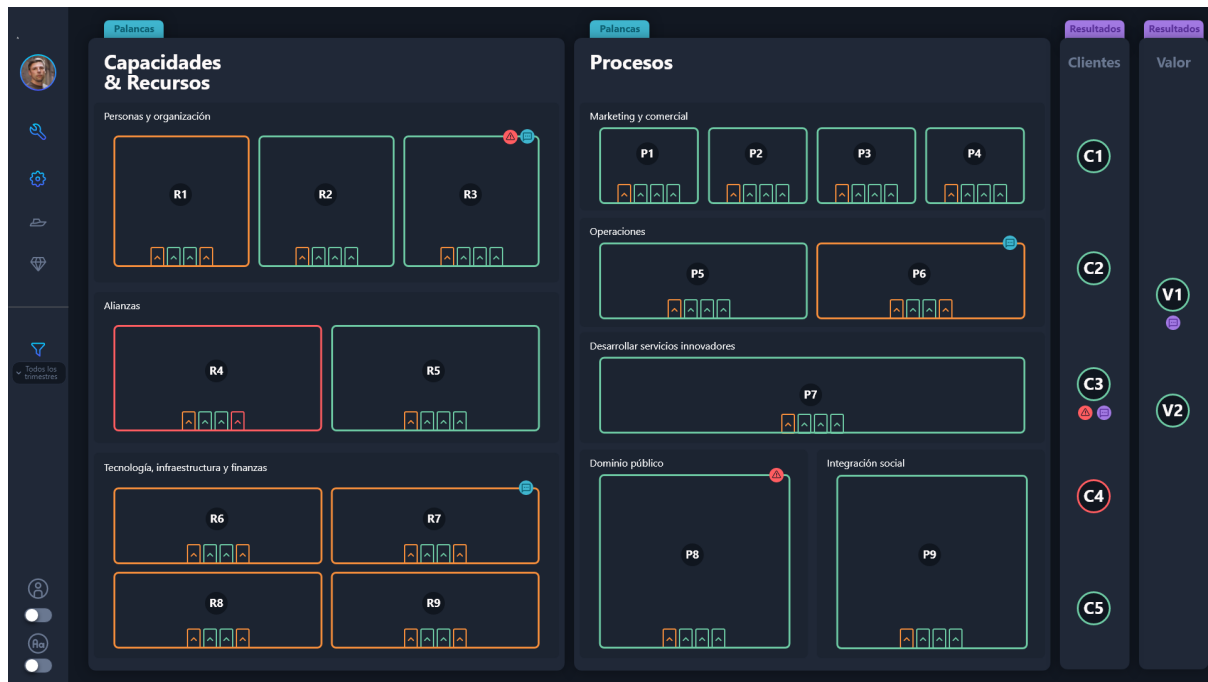 Palancas
Capacidades
& Recursos
Personas y organización
R1
R2
R3
Alianzas
R4
R5
Tecnología, infraestructura y finanzas
R6
R7
R8
R9
Palancas
Procesos
Marketing y comercial
P1
P2
P3
P4
Operaciones
P5
P6
Desarrollar servicios innovadores
P7
Dominio público
P8
Integración social
P9
Resultados
Clientes
C1
C2
C3
C4
C5
Resultados
Valor
V1
V2
Todos los
trimestres
Aa